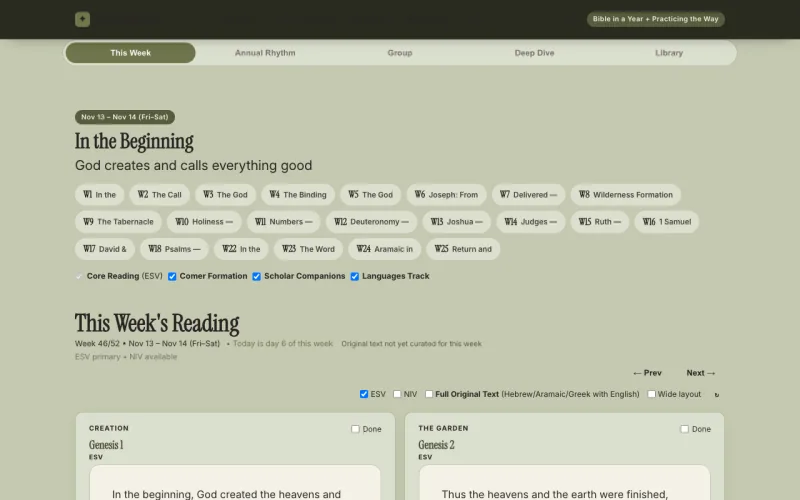 Bible in a Year + Practicing the Way
This Week Annual Rhythm Group Deep Dive Library
Nov 13 – Nov 14 (Fri–Sat)
In the Beginning
God creates and calls everything good
W1 In the W2 The Call W3 The God W4 The Binding W5 The God W6 Joseph: From W7 Delivered — W8 Wilderness Formation
W9 The Tabernacle W10 Holiness — W11 Numbers — W12 Deuteronomy — W13 Joshua — W14 Judges — W15 Ruth — W16 1 Samuel
W17 David & W18 Psalms — W22 In the W23 The Word W24 Aramaic in W25 Return and
Core Reading (ESV) Comer Formation Scholar Companions Languages Track
This Week's Reading
Week 46/52 • Nov 13 – Nov 14 (Fri–Sat) • Today is day 6 of this week Original text not yet curated for this week
ESV primary • NIV available
← Prev Next →
ESV NIV Full Original Text (Hebrew/Aramaic/Greek with English) Wide layout ↻
CREATION Done
Genesis 1
ESV
In the beginning, God created the heavens and
THE GARDEN Done
Genesis 2
ESV
Thus the heavens and the earth were finished,